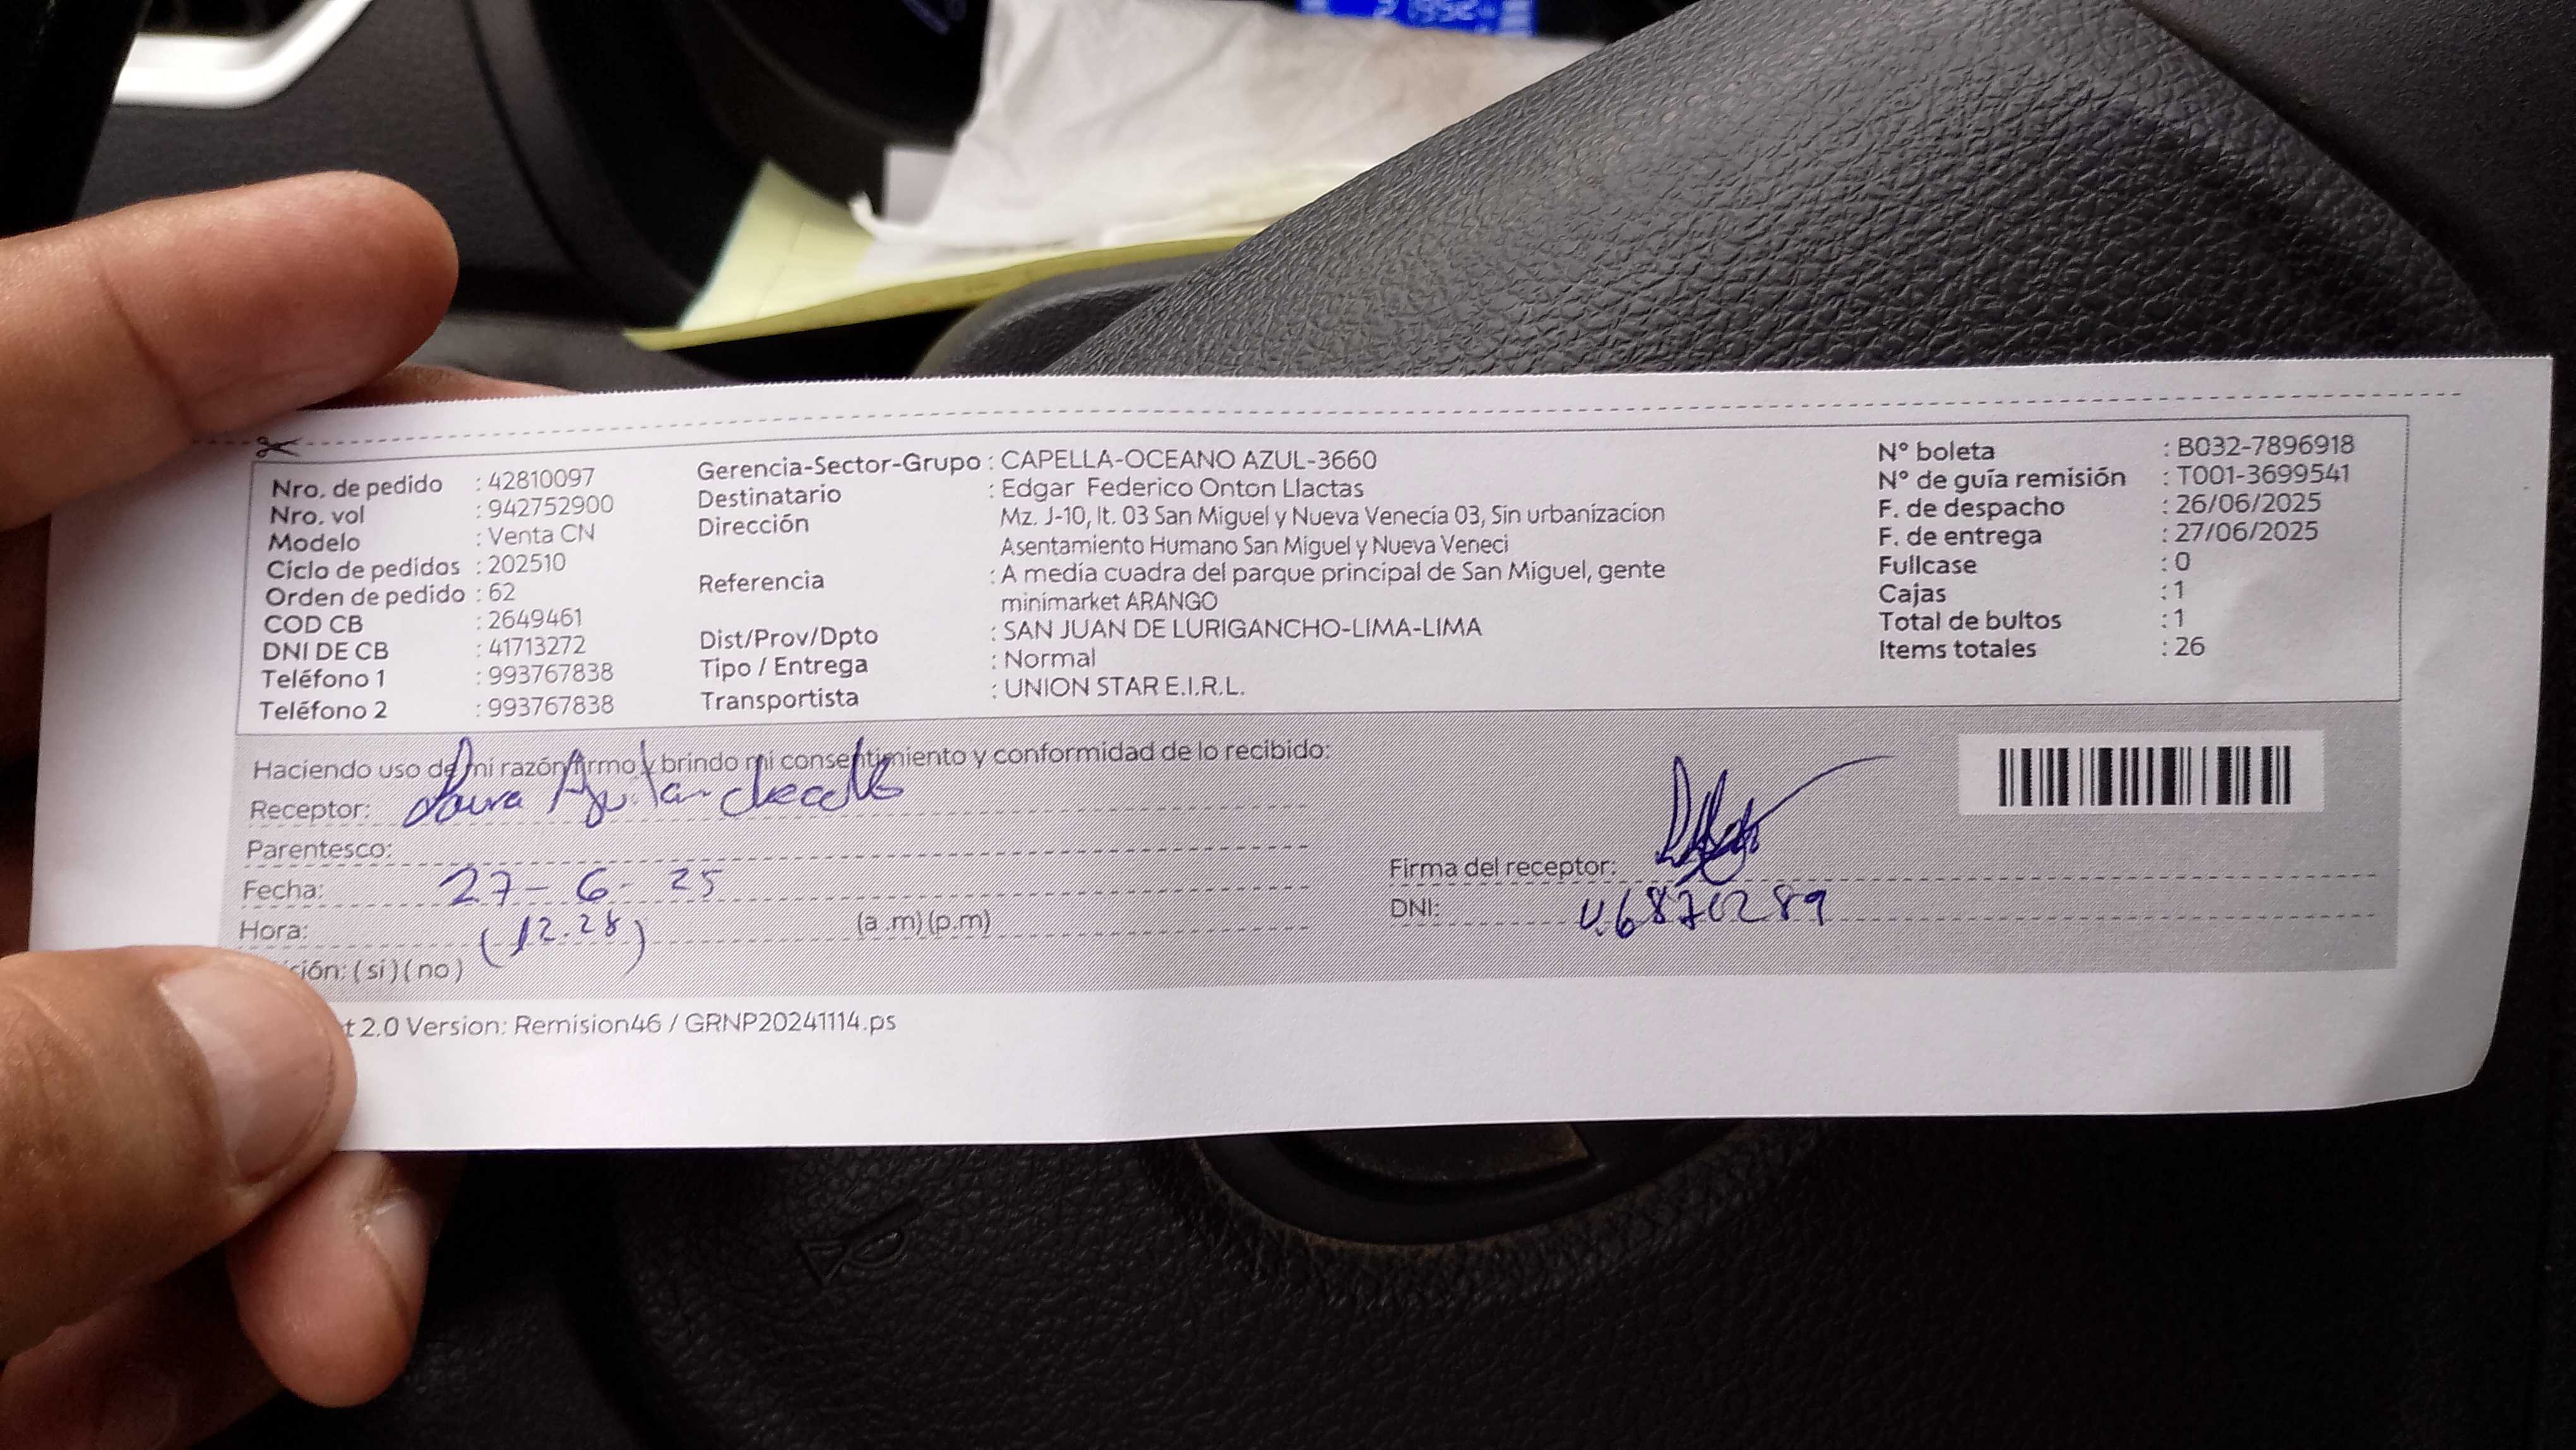 Nro. de pedido : 42810097
Nro. vol : 942752900
Modelo : Venta CN
Ciclo de pedidos : 202510
Orden de pedido : 62
COD CB : 2649461
DNI DE CB : 41713272
Teléfono 1 : 993767838
Teléfono 2 : 993767838
Gerencia-Sector-Grupo : CAPELLA-OCEANO AZUL-3660
Destinatario : Edgar Federico Onton Llactas
Dirección Mz. J-10, lt. 03 San Miguel y Nueva Venecia 03, Sin urbanizacion
Asentamiento Humano San Miguel y Nueva Veneci
Referencia : A media cuadra del parque principal de San Miguel, gente
minimarket ARANGO
Dist/Prov/Dpto : SAN JUAN DE LURIGANCHO-LIMA-LIMA
Tipo / Entrega : Normal
Transportista : UNION STAR E.I.R.L.
N° boleta : B032-7896918
N° de guía remisión : T001-3699541
F. de despacho : 26/06/2025
F. de entrega : 27/06/2025
Fullcase : 0
Cajas : 1
Total de bultos : 1
Items totales : 26
Haciendo uso de mi razón firmo y brindo mi consentimiento y conformidad de lo recibido:
Receptor: Laura Aguilar
Parentesco:
Fecha: 27-6-25
Hora: (12.28) (a.m)(p.m)
ción: (si)(no)
Firma del receptor:
DNI:
t 2.0 Version: Remision46 / GRNP20241114.ps